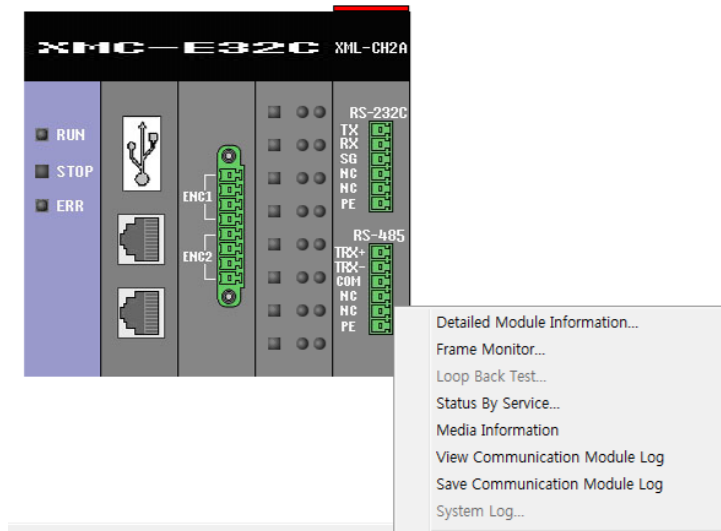 XMC-E32C
XML-CH2A
RUN
STOP
ERR
ENC1
ENC2
RS-232C
TX
RX
SG
NC
NC
PE
RS-485
TRX+
TRX-
COM
NC
NC
PE
Detailed Module Information...
Frame Monitor...
Loop Back Test...
Status By Service...
Media Information
View Communication Module Log
Save Communication Module Log
System Log...